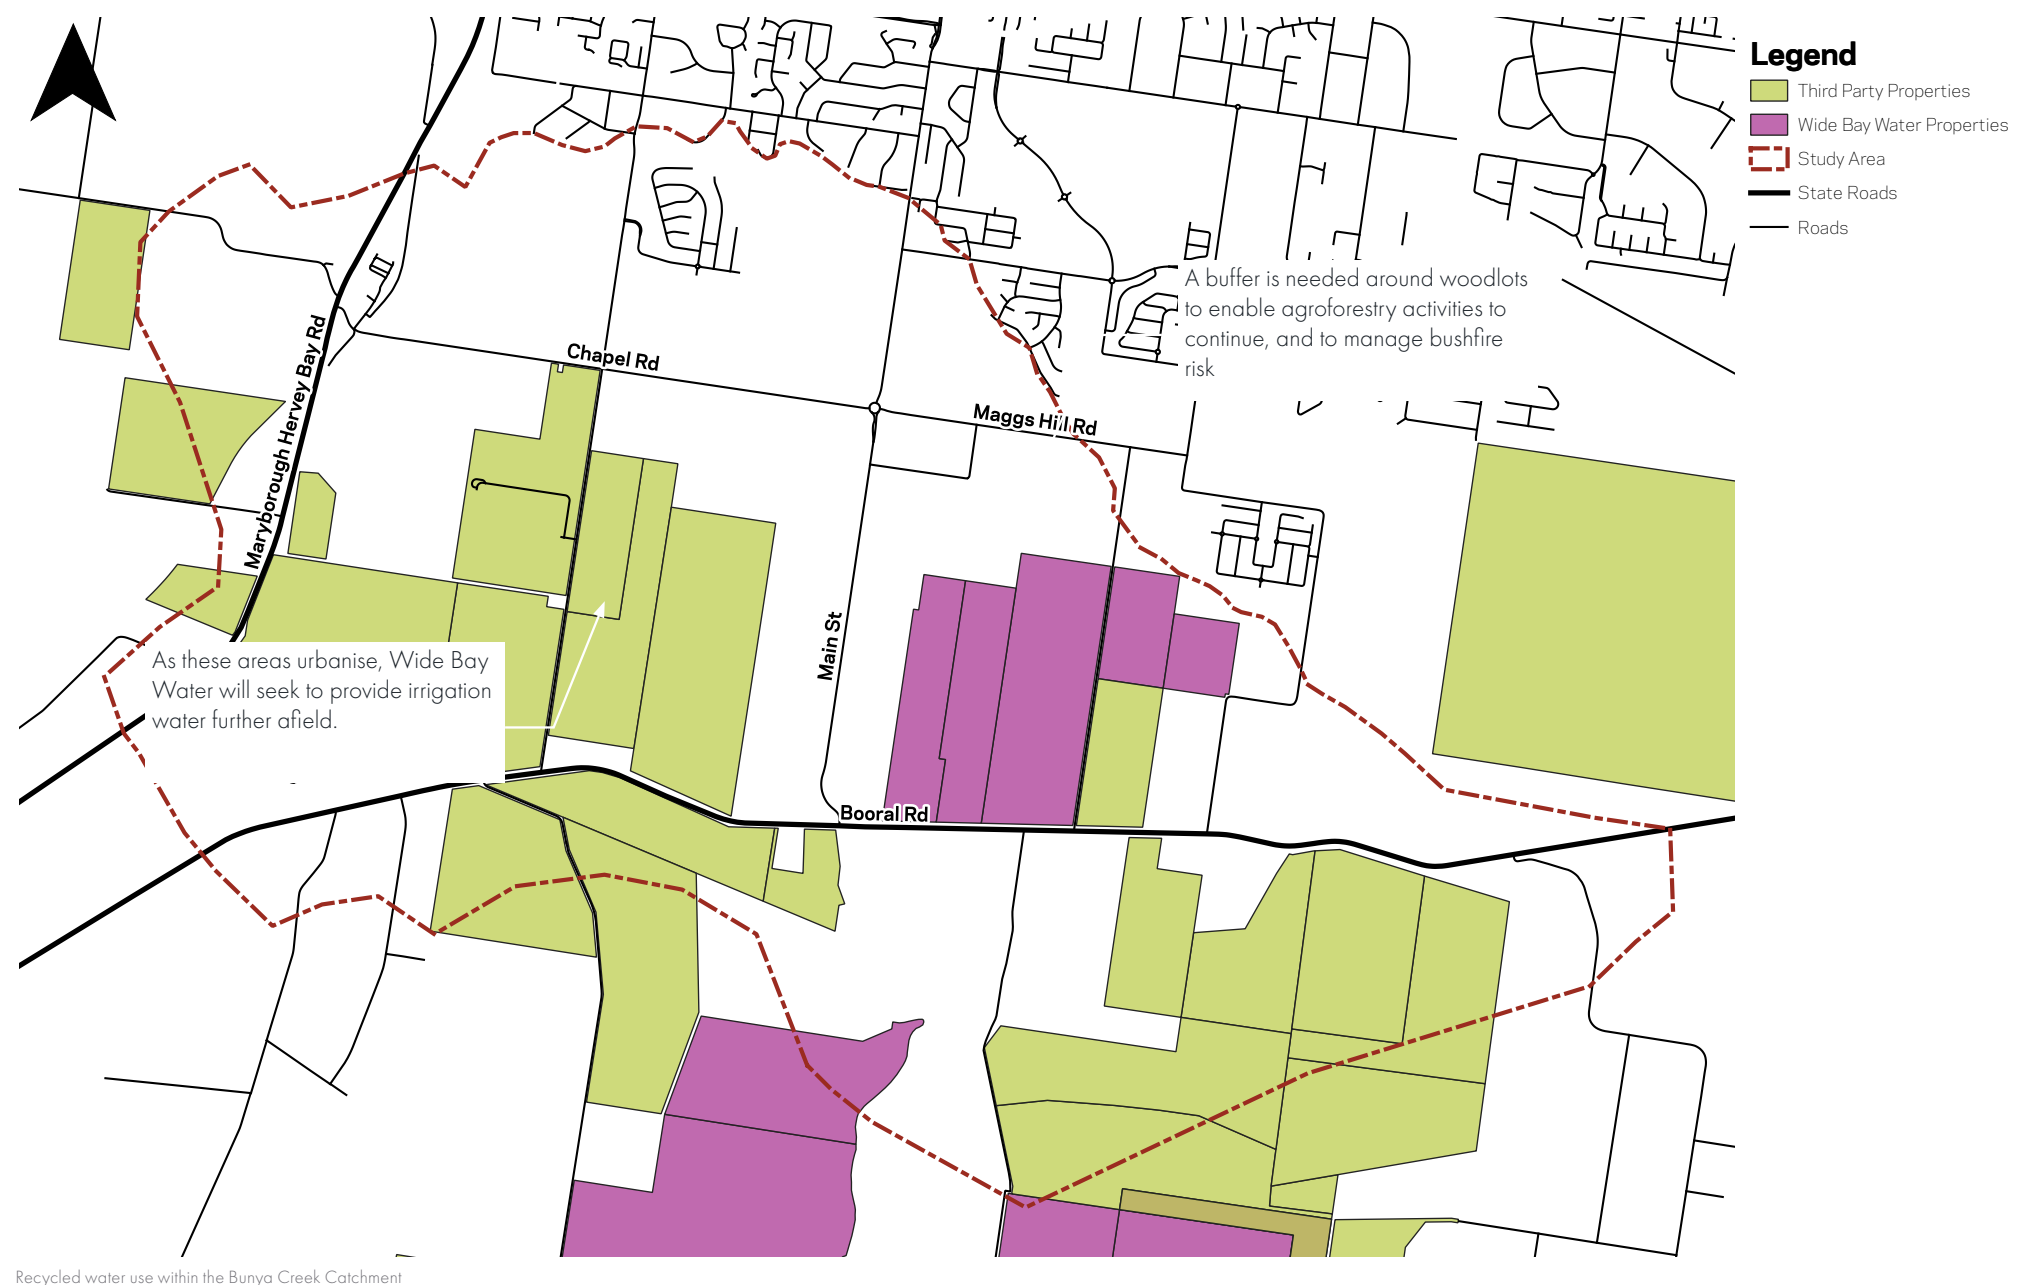 Legend
Third Party Properties
Wide Bay Water Properties
Study Area
State Roads
Roads
A buffer is needed around woodlots
to enable agroforestry activities to
continue, and to manage bushfire
risk
Maryborough Hervey Bay Rd
Chapel Rd
Maggs Hill Rd
Main St
As these areas urbanise, Wide Bay
Water will seek to provide irrigation
water further afield.
Booral Rd
Recycled water use within the Bunya Creek Catchment